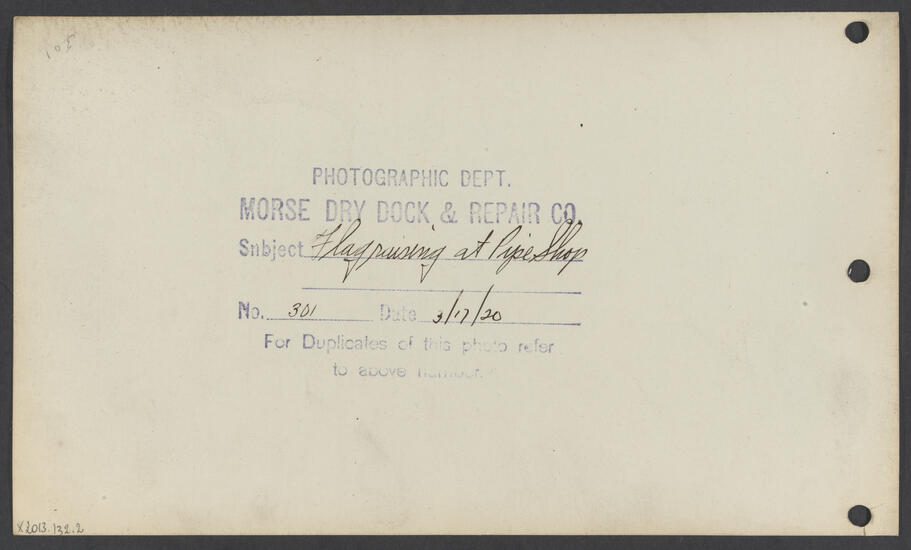 301
PHOTOGRAPHIC DEPT.
MORSE DRY DOCK & REPAIR CO.
Subject Flagraising at Pipe Shop
No. 301 Date 3/17/20
For Duplicates of this photo refer
to above number.
X2013.132.2